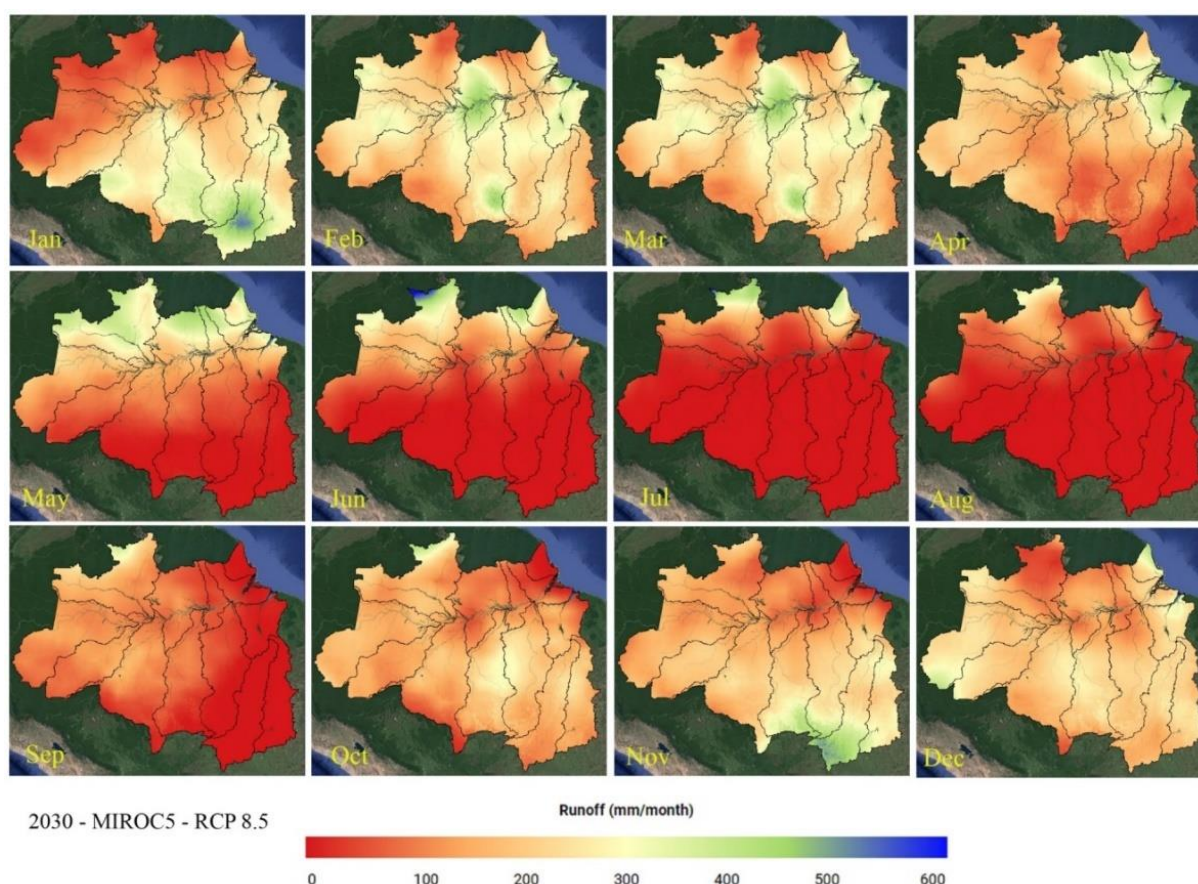 Jan
Feb
Mar
Apr
May
Jun
Jul
Aug
Sep
Oct
Nov
Dec
2030 - MIROC5 - RCP 8.5
Runoff (mm/month)
0 100 200 300 400 500 600